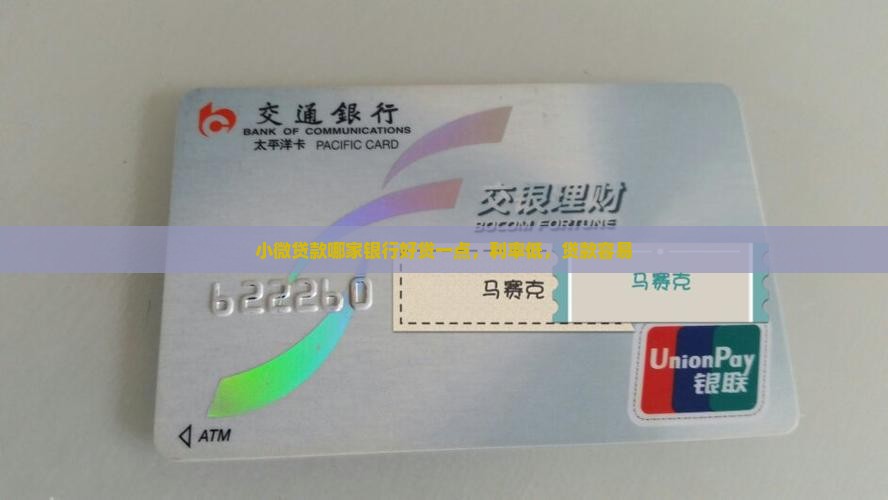 交通銀行
BANK OF COMMUNICATIONS
太平洋卡 PACIFIC CARD
交银理财
BOCOM FORTUNE
小微贷款哪家银行好贷一点，利率低、贷款容易
622260
马赛克
马赛克
UnionPay
银联
ATM